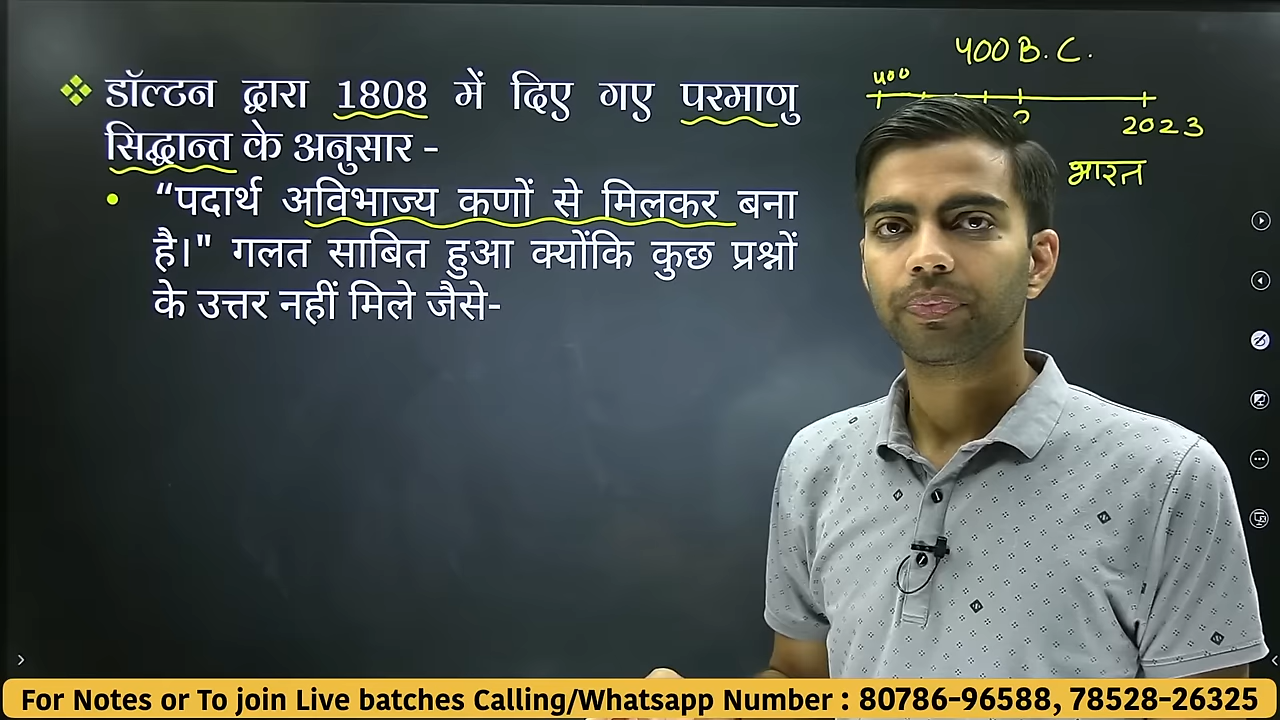 400 B.C.
400
0
2023
भारत
❖ डॉल्टन द्वारा 1808 में दिए गए परमाणु
सिद्धान्त के अनुसार -
• “पदार्थ अविभाज्य कणों से मिलकर बना
है।" गलत साबित हुआ क्योंकि कुछ प्रश्नों
के उत्तर नहीं मिले जैसे-
For Notes or To join Live batches Calling/Whatsapp Number : 80786-96588, 78528-26325